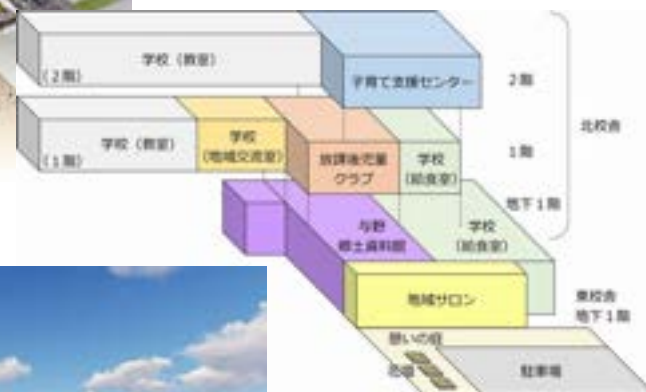 学校（教室）
（2階）
子育て支援センター
2階
北校舎
学校（教室）
（1階）
学校
（地域交流室）
放課後児童
クラブ
学校
（給食室）
1階
地下1階
与野
郷土資料館
学校
（給食室）
地域サロン
東校舎
地下1階
憩いの庭
花壇
駐車場